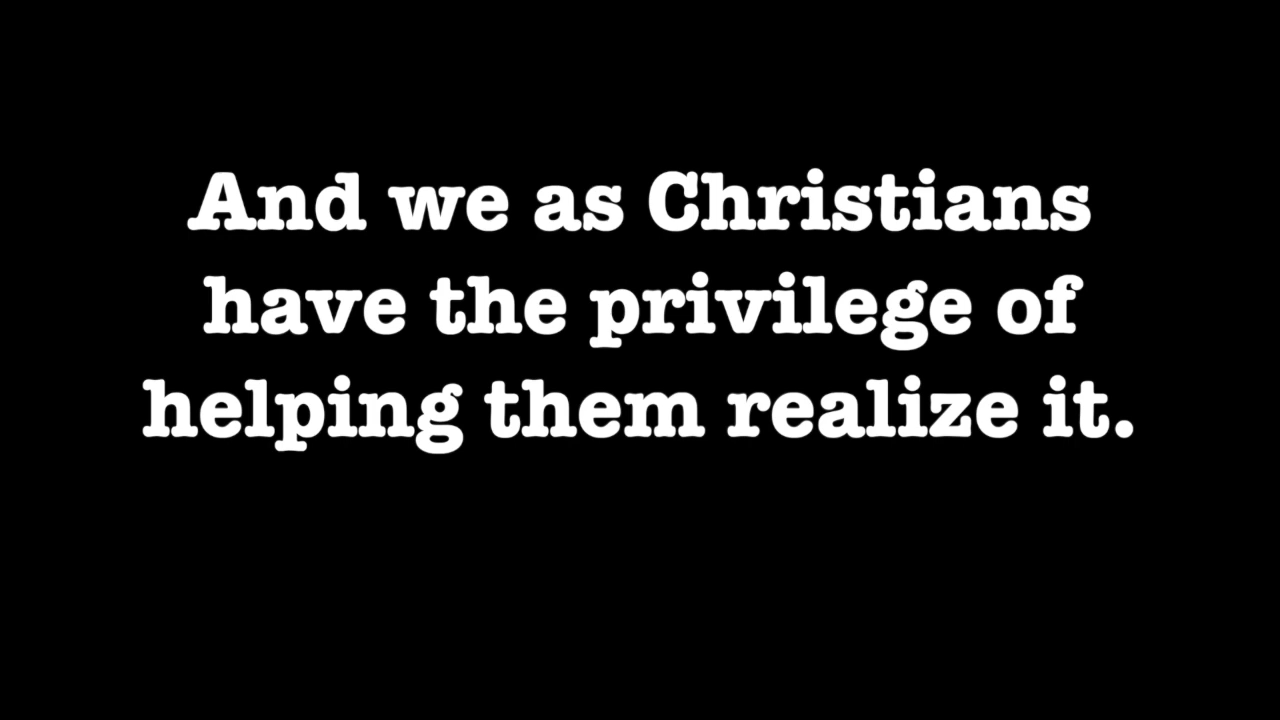 And we as Christians
have the privilege of
helping them realize it.